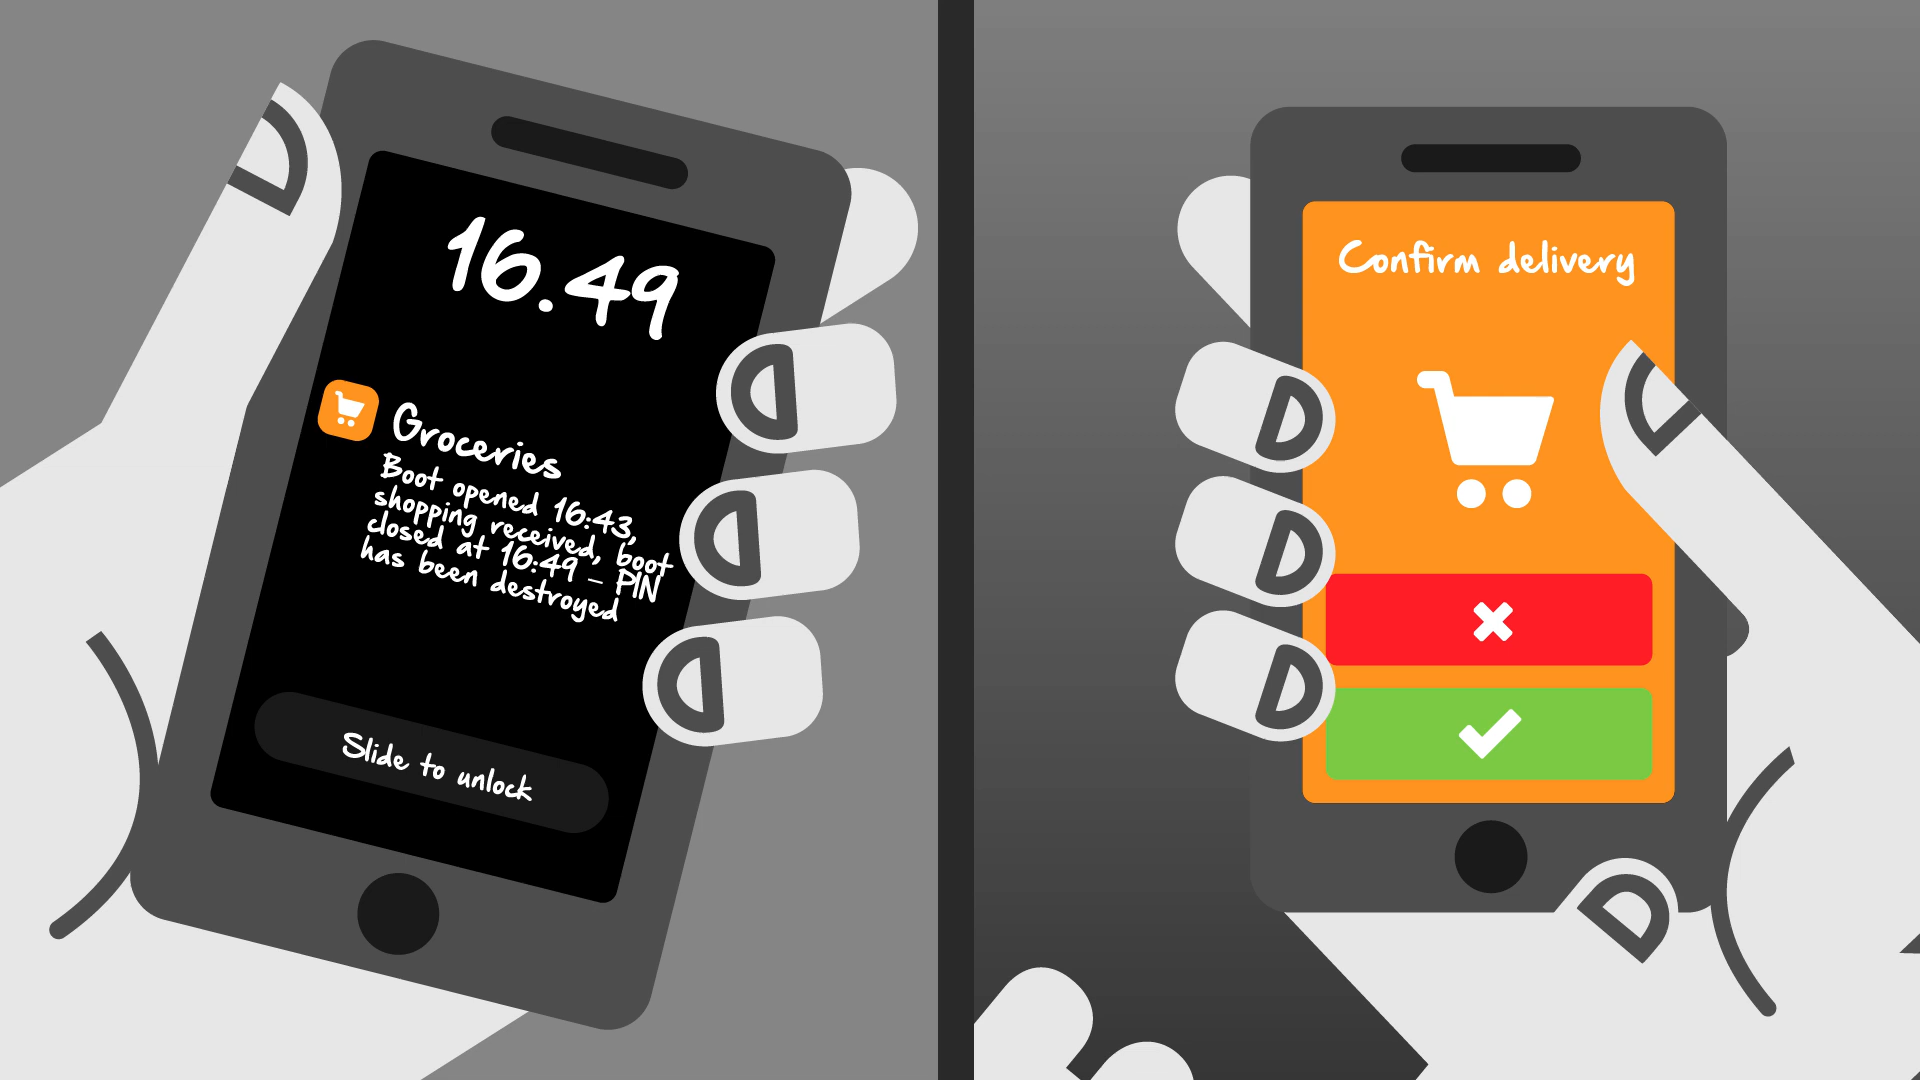 16.49
Groceries
Boot opened 16:43,
shopping received, boot
closed at 16:49 – PIN
has been destroyed
Slide to unlock
Confirm delivery